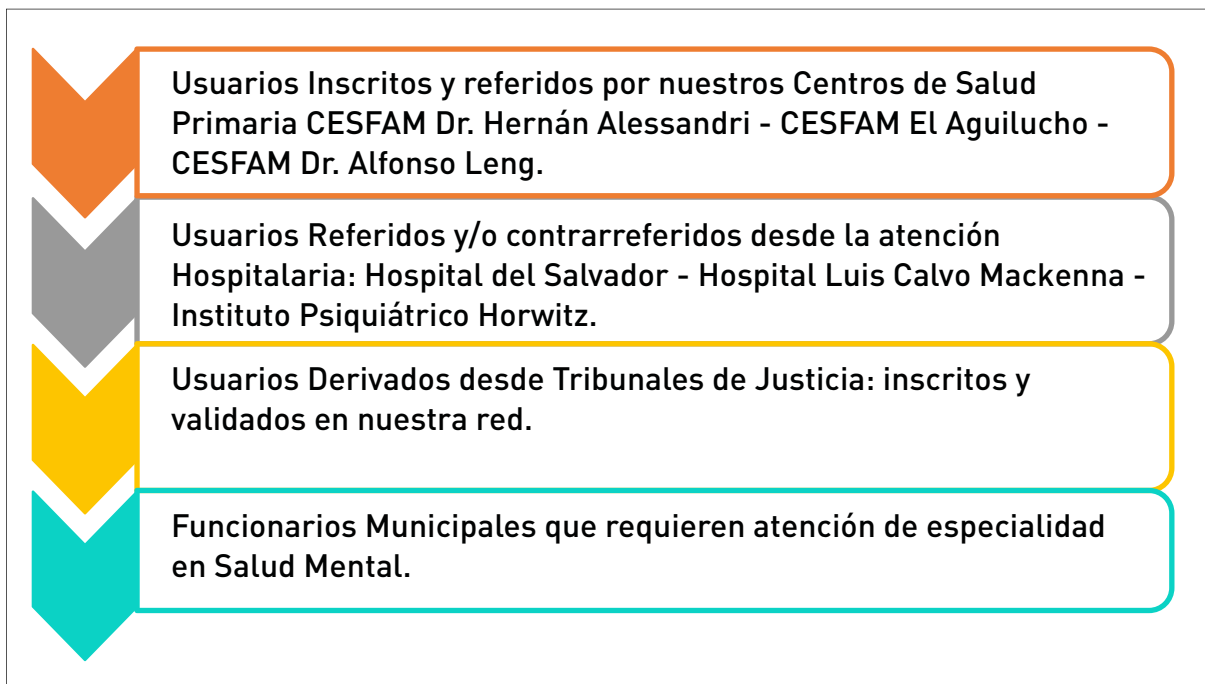 Usuarios Inscritos y referidos por nuestros Centros de Salud
Primaria CESFAM Dr. Hernán Alessandri - CESFAM El Aguilucho -
CESFAM Dr. Alfonso Leng.
Usuarios Referidos y/o contrarreferidos desde la atención
Hospitalaria: Hospital del Salvador - Hospital Luis Calvo Mackenna -
Instituto Psiquiátrico Horwitz.
Usuarios Derivados desde Tribunales de Justicia: inscritos y
validados en nuestra red.
Funcionarios Municipales que requieren atención de especialidad
en Salud Mental.